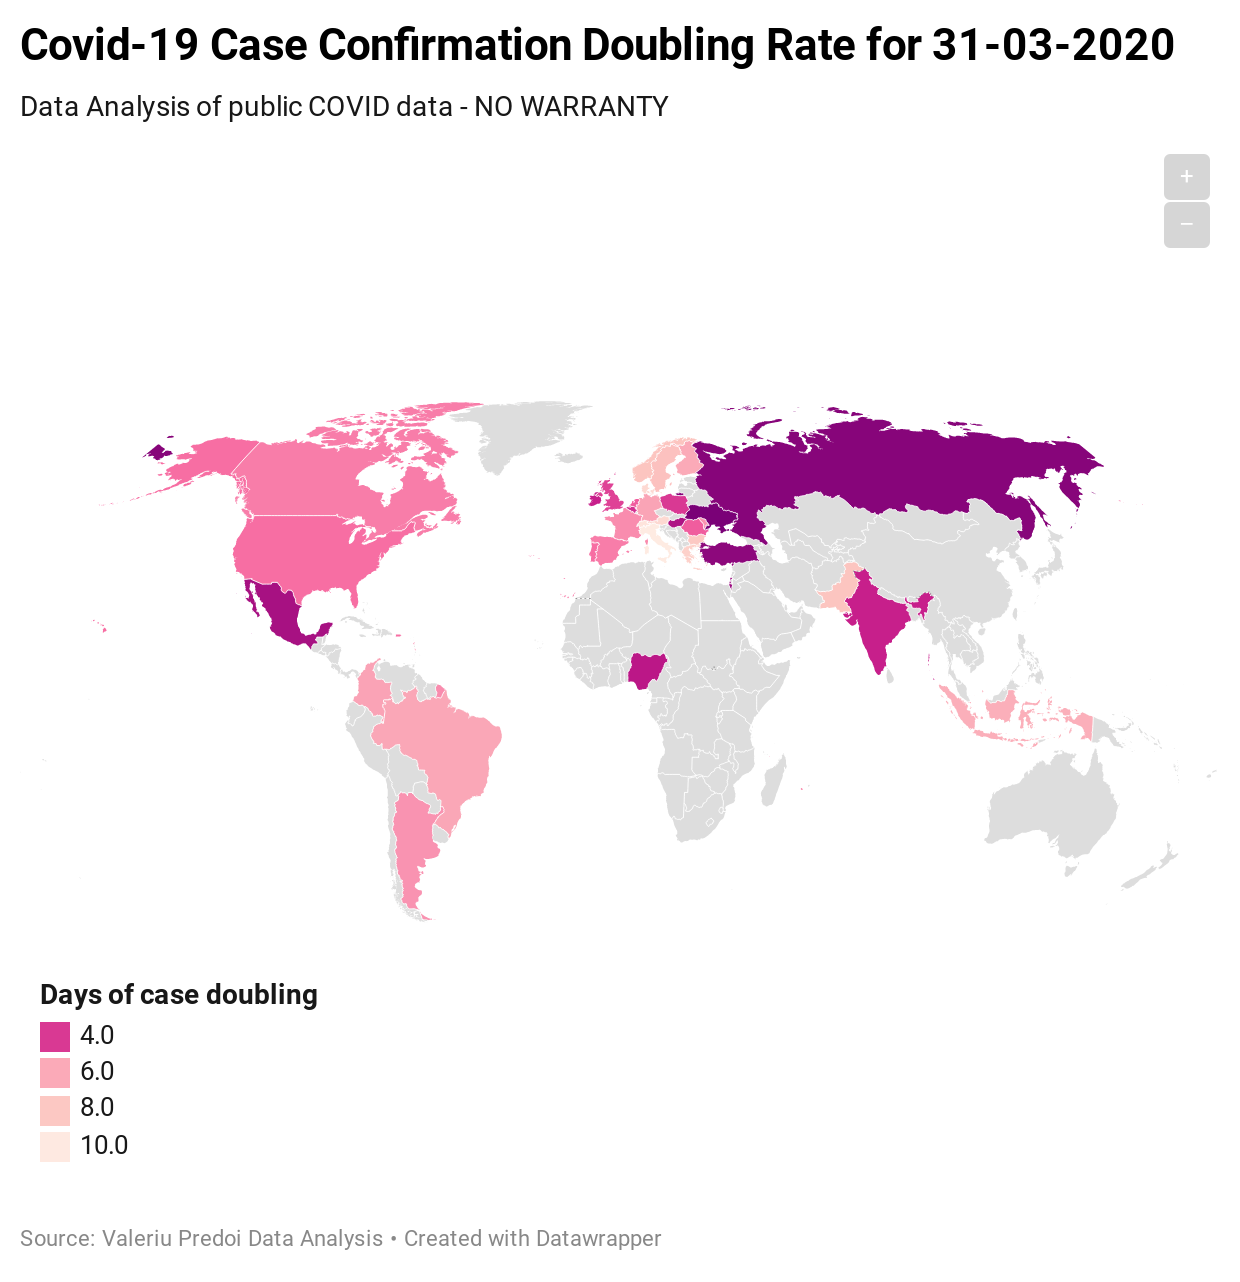 Covid-19 Case Confirmation Doubling Rate for 31-03-2020
Data Analysis of public COVID data - NO WARRANTY
+
−
Days of case doubling
4.0
6.0
8.0
10.0
Source: Valeriu Predoi Data Analysis • Created with Datawrapper